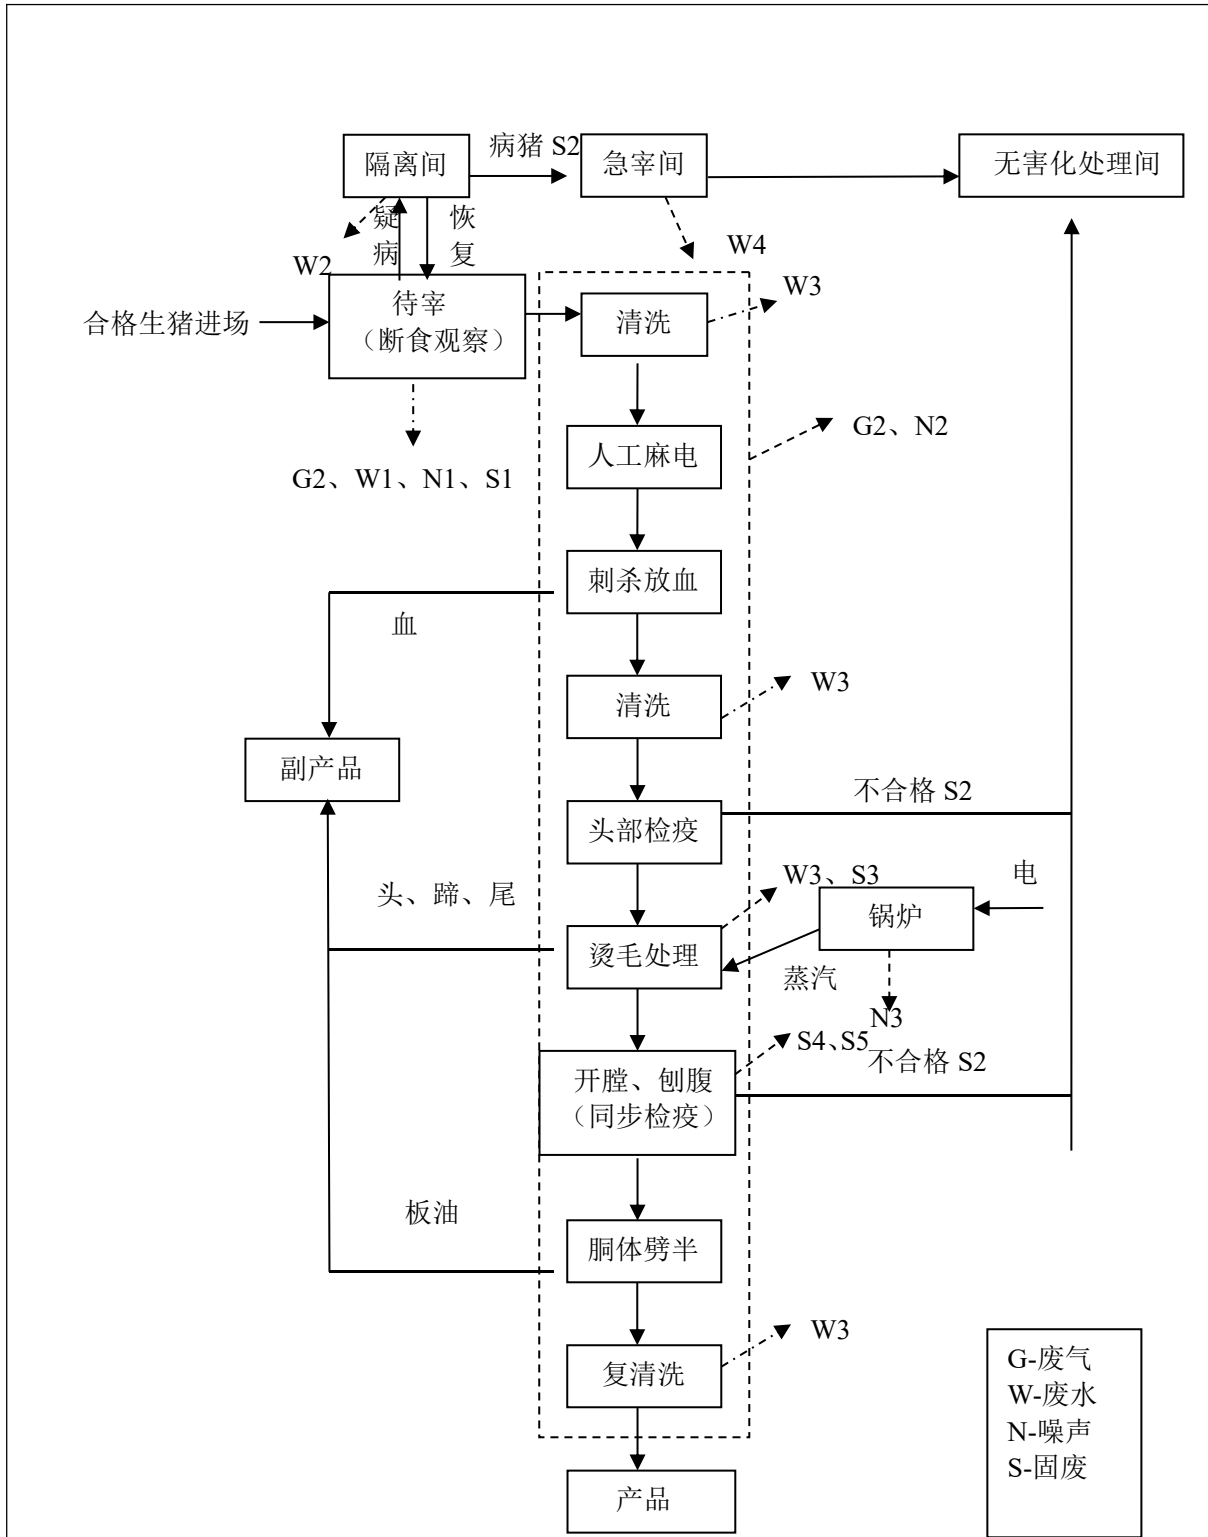 隔离间
病猪 S2
急宰间
无害化处理间
疑
病
恢
复
W2
W4
合格生猪进场
待宰
（断食观察）
清洗
W3
人工麻电
G2、N2
G2、W1、N1、S1
刺杀放血
血
清洗
W3
副产品
头部检疫
不合格 S2
头、蹄、尾
烫毛处理
W3、S3
锅炉
电
蒸汽
N3
开膛、刨腹
（同步检疫）
S4、S5
不合格 S2
板油
胴体劈半
复清洗
W3
产品
G-废气
W-废水
N-噪声
S-固废